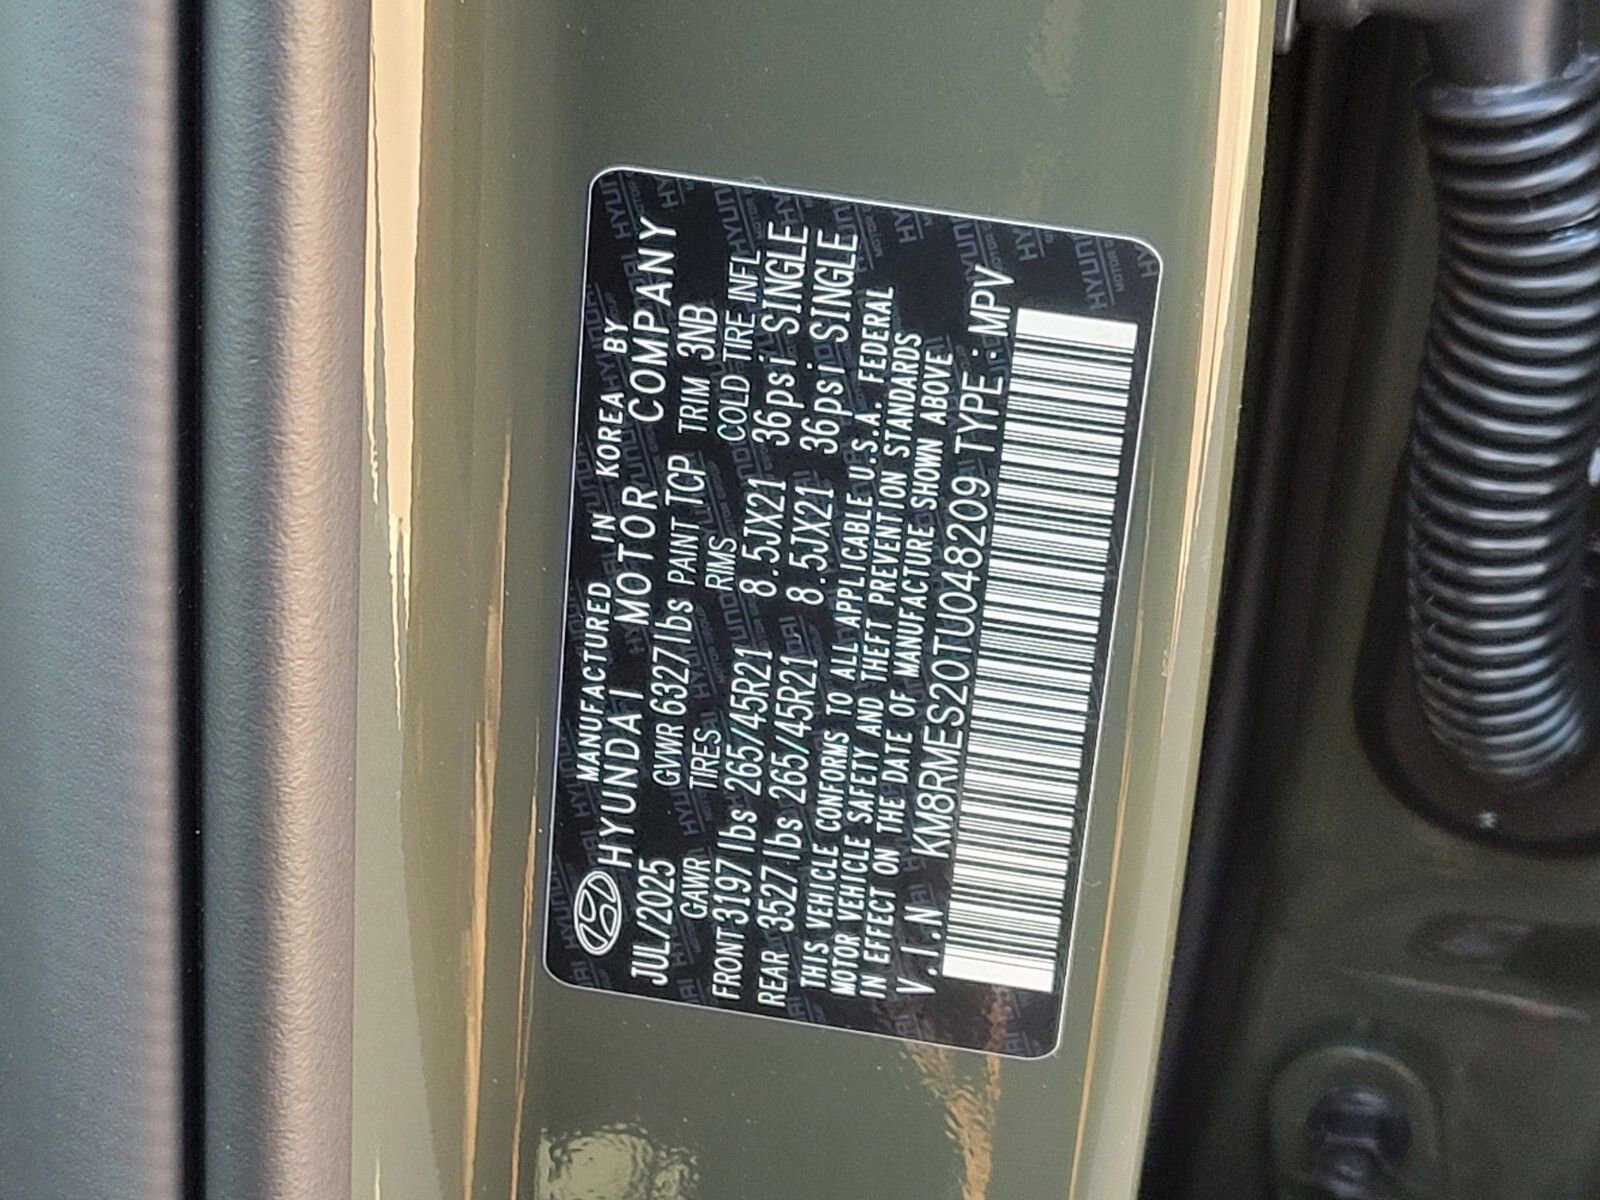 MANUFACTURED IN KOREA BY
HYUNDAI MOTOR COMPANY
JUL/2025 GVWR 6327lbs PAINT TCP TRIM 3NB
GAWR TIRES RIMS COLD TIRE INFL
FRONT 3197lbs 265/45R21 8.5JX21 36psi SINGLE
REAR 3527lbs 265/45R21 8.5JX21 36psi SINGLE
THIS VEHICLE CONFORMS TO ALL APPLICABLE U.S.A. FEDERAL
MOTOR VEHICLE SAFETY AND THEFT PREVENTION STANDARDS
IN EFFECT ON THE DATE OF MANUFACTURE SHOWN ABOVE
V.I.N KM8RMES20TU048209 TYPE : MPV